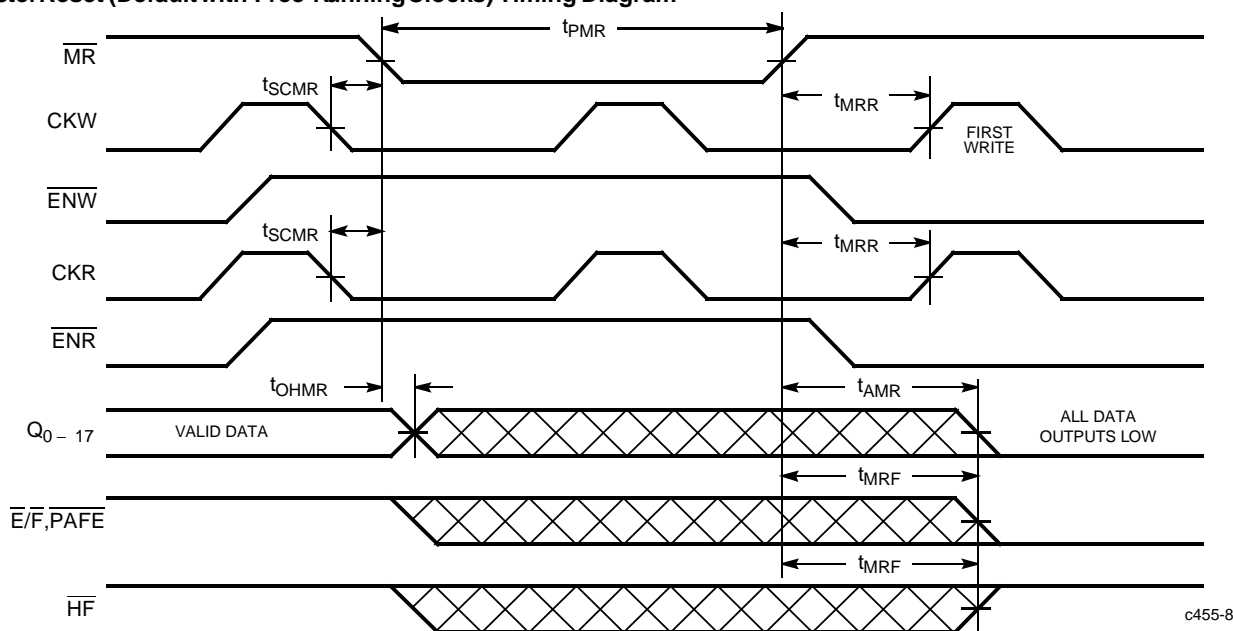 Reset (Default with Free-Running Clocks) Timing Diagram
tPMR
MR
tSCMR
tMRR
CKW
FIRST
WRITE
ENW
tSCMR
tMRR
CKR
ENR
tOHMR
tAMR
Q0 – 17
VALID DATA
ALL DATA
OUTPUTS LOW
tMRF
E/F,PAFE
tMRF
HF
c455-8